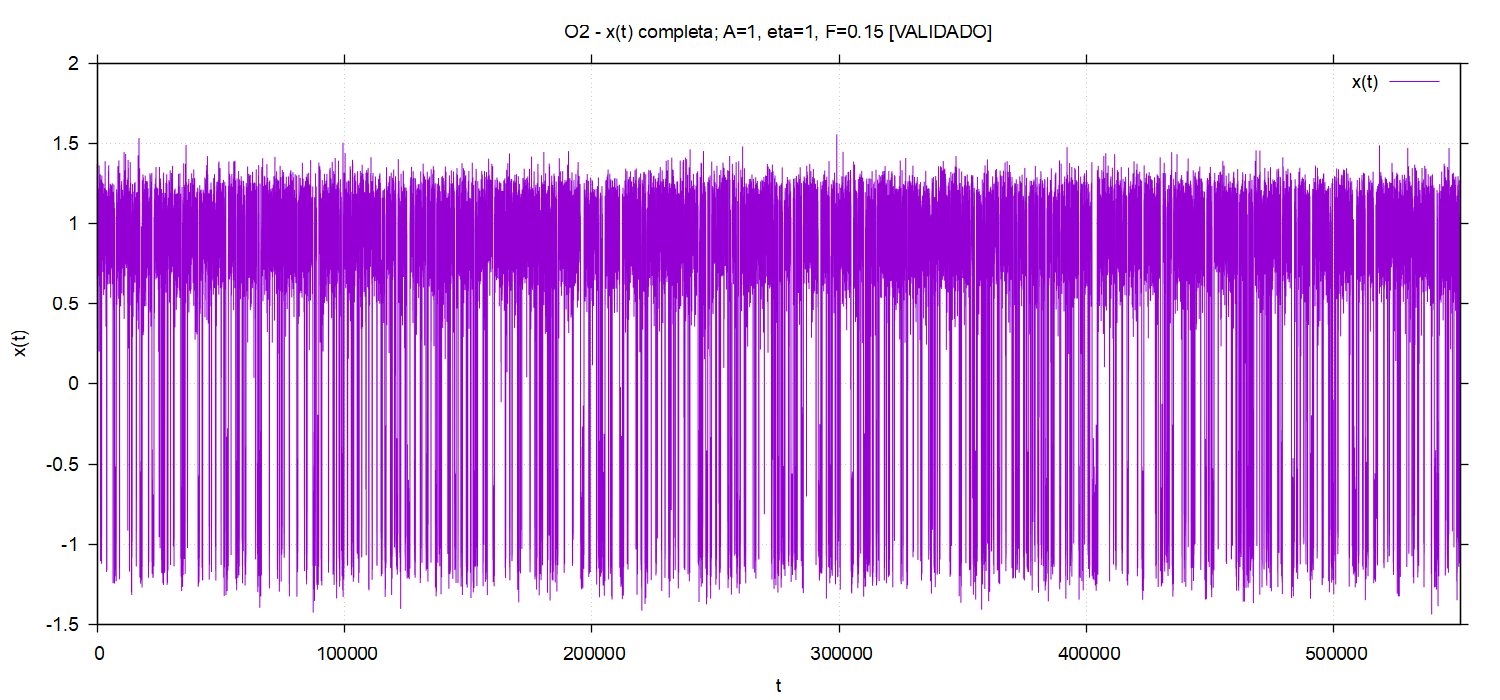 O2 - x(t) completa; A=1, eta=1, F=0.15 [VALIDADO]
x(t)
2
1.5
1
0.5
0
-0.5
-1
-1.5
x(t)
0 100000 200000 300000 400000 500000
t